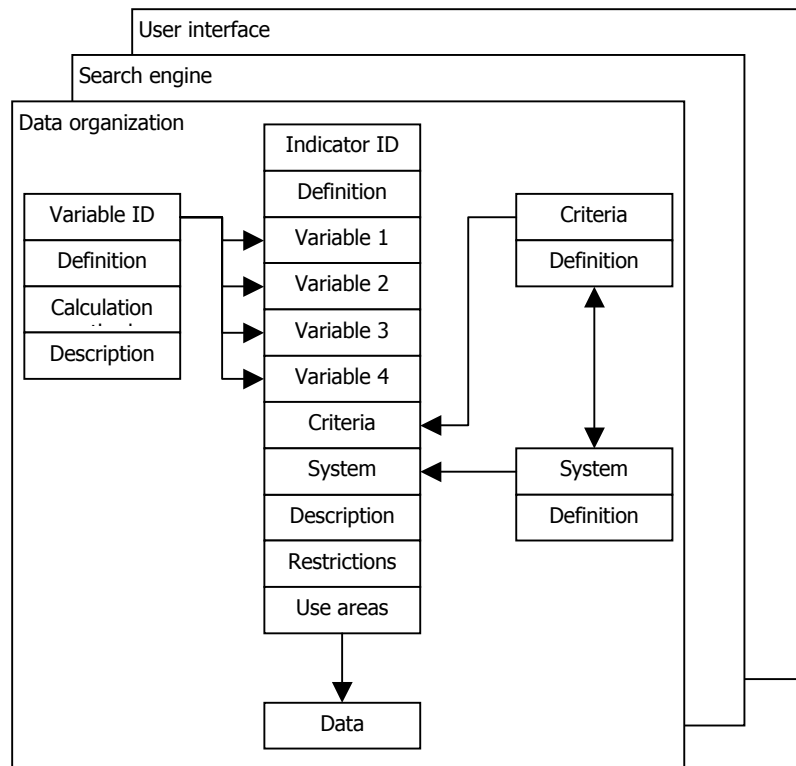 User interface
Search engine
Data organization
Indicator ID
Definition
Variable 1
Variable 2
Variable 3
Variable 4
Criteria
System
Description
Restrictions
Use areas
Data
Variable ID
Definition
Calculation
Description
Criteria
Definition
System
Definition